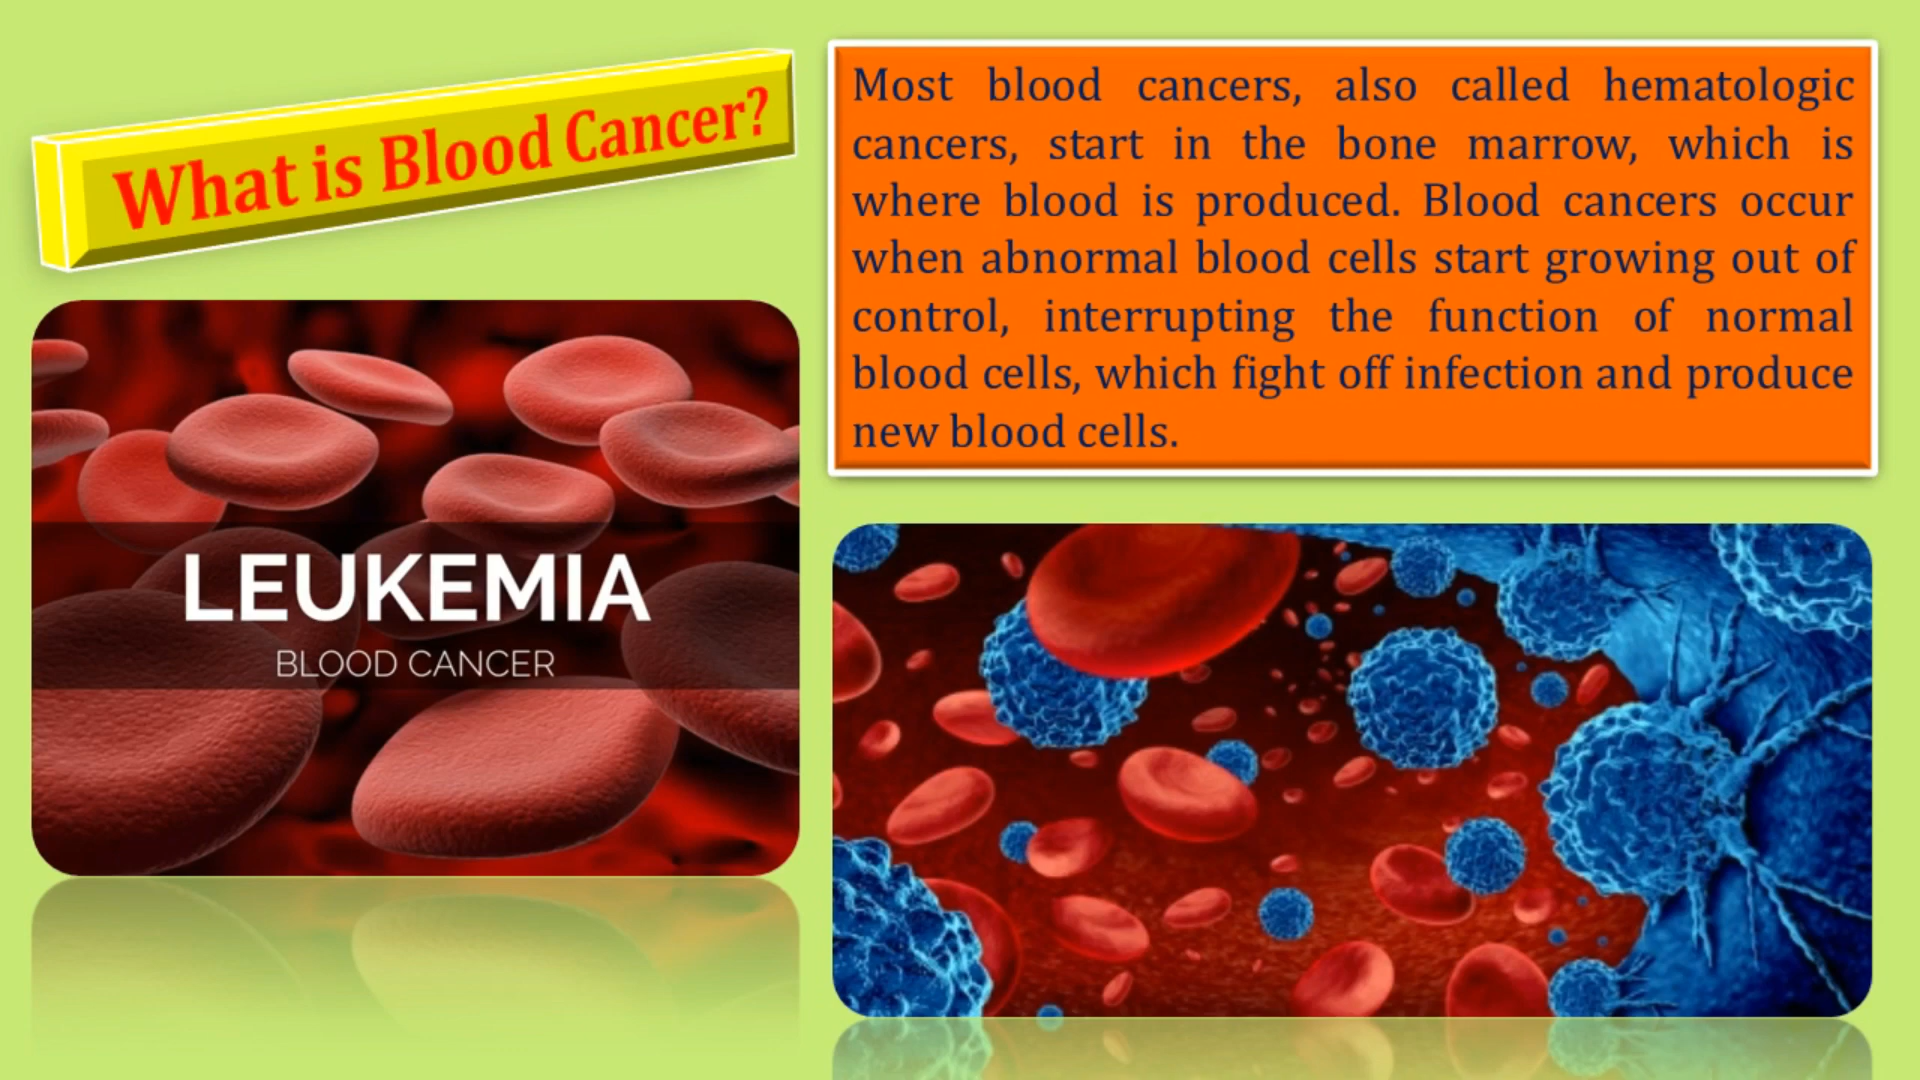 What is Blood Cancer?
Most blood cancers, also called hematologic
cancers, start in the bone marrow, which is
where blood is produced. Blood cancers occur
when abnormal blood cells start growing out of
control, interrupting the function of normal
blood cells, which fight off infection and produce
new blood cells.
LEUKEMIA
BLOOD CANCER